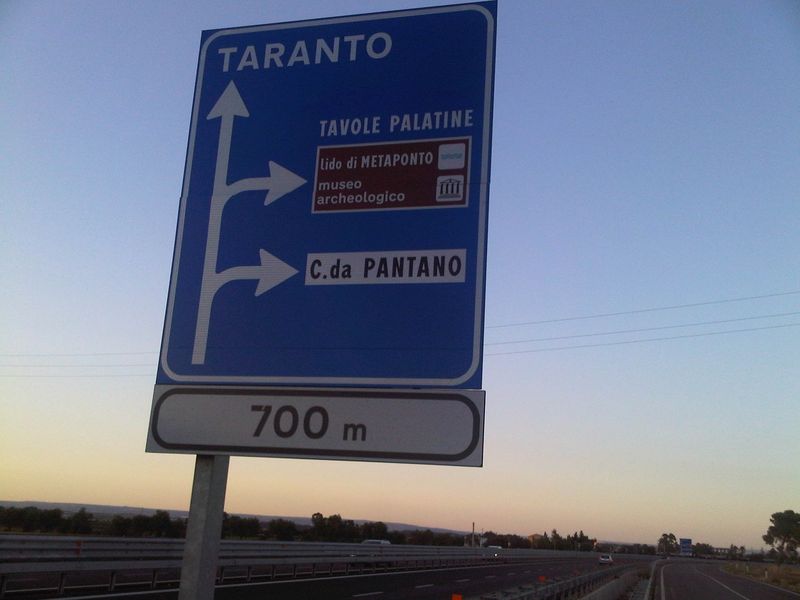 TARANTO
TAVOLE PALATINE
lido di METAPONTO
museo
archeologico
C.da PANTANO
700 m